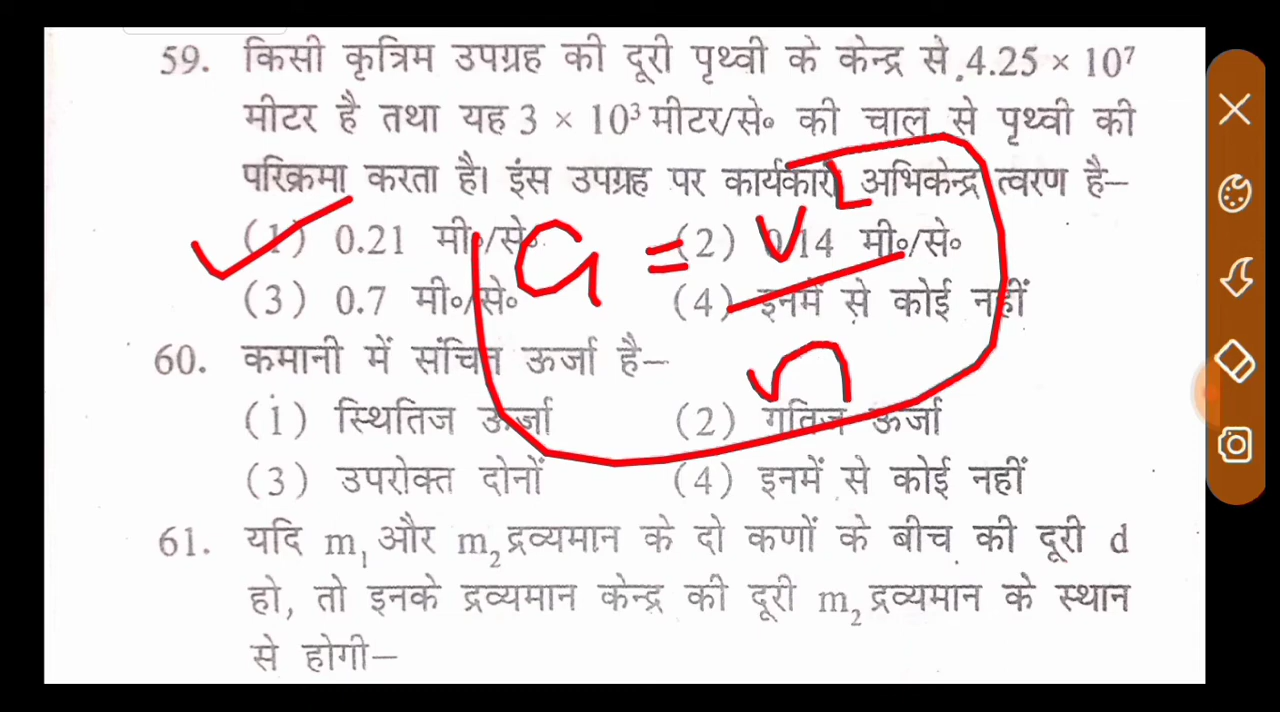 59. किसी कृत्रिम उपग्रह की दूरी पृथ्वी के केन्द्र से 4.25 × 10⁷
मीटर है तथा यह 3 × 10³ मीटर/से॰ की चाल से पृथ्वी की
परिक्रमा करता है। इंस उपग्रह पर कार्यकारी अभिकेन्द्र त्वरण है–
(1) 0.21 मी॰/से॰ (2) 0.14 मी॰/से॰
(3) 0.7 मी॰/से॰ (4) इनमें से कोई नहीं
a = v²/r
60. कमानी में संचित ऊर्जा है–
(1) स्थितिज ऊर्जा (2) गतिज ऊर्जा
(3) उपरोक्त दोनों (4) इनमें से कोई नहीं
61. यदि m₁ और m₂ द्रव्यमान के दो कणों के बीच की दूरी d
हो, तो इनके द्रव्यमान केन्द्र की दूरी m₂ द्रव्यमान के स्थान
से होगी–